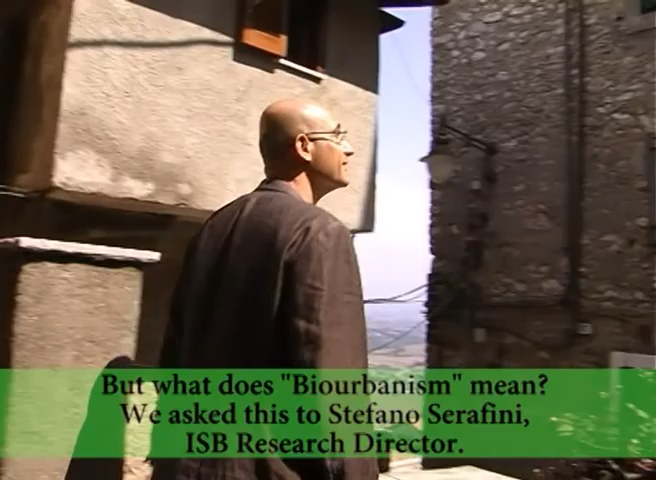 But what does "Biourbanism" mean?
We asked this to Stefano Serafini,
ISB Research Director.